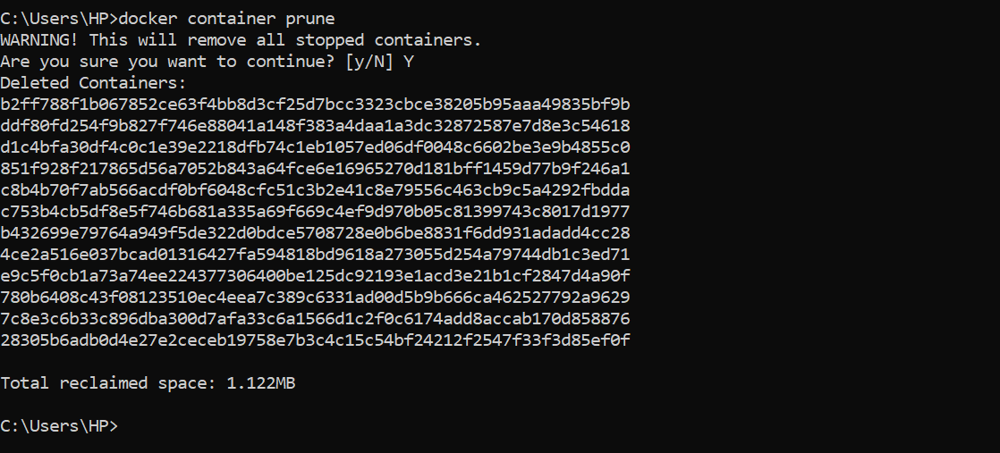 C:\Users\HP>docker container prune
WARNING! This will remove all stopped containers.
Are you sure you want to continue? [y/N] Y
Deleted Containers:
b2ff788f1b067852ce63f4bb8d3cf25d7bcc3323cbce38205b95aaa49835bf9b
ddf80fd254f9b827f746e88041a148f383a4daa1a3dc32872587e7d8e3c54618
d1c4bfa30df4c0c1e39e2218dfb74c1eb1057ed06df0048c6602be3e9b4855c0
851f928f217865d56a7052b843a64fce6e16965270d181bff1459d77b9f246a1
c8b4b70f7ab566acdf0bf6048cfc51c3b2e41c8e79556c463cb9c5a4292fbdda
c753b4cb5df8e5f746b681a335a69f669c4ef9d970b05c81399743c8017d1977
b432699e79764a949f5de322d0bdce5708728e0b6be8831f6dd931adadd4cc28
4ce2a516e037bcad01316427fa594818bd9618a273055d254a79744db1c3ed71
e9c5f0cb1a73a74ee224377306400be125dc92193e1acd3e21b1cf2847d4a90f
780b6408c43f08123510ec4eea7c389c6331ad00d5b9b666ca462527792a9629
7c8e3c6b33c896dba300d7afa33c6a1566d1c2f0c6174add8accab170d858876
28305b6adb0d4e27e2ceceb19758e7b3c4c15c54bf24212f2547f33f3d85ef0f
Total reclaimed space: 1.122MB
C:\Users\HP>